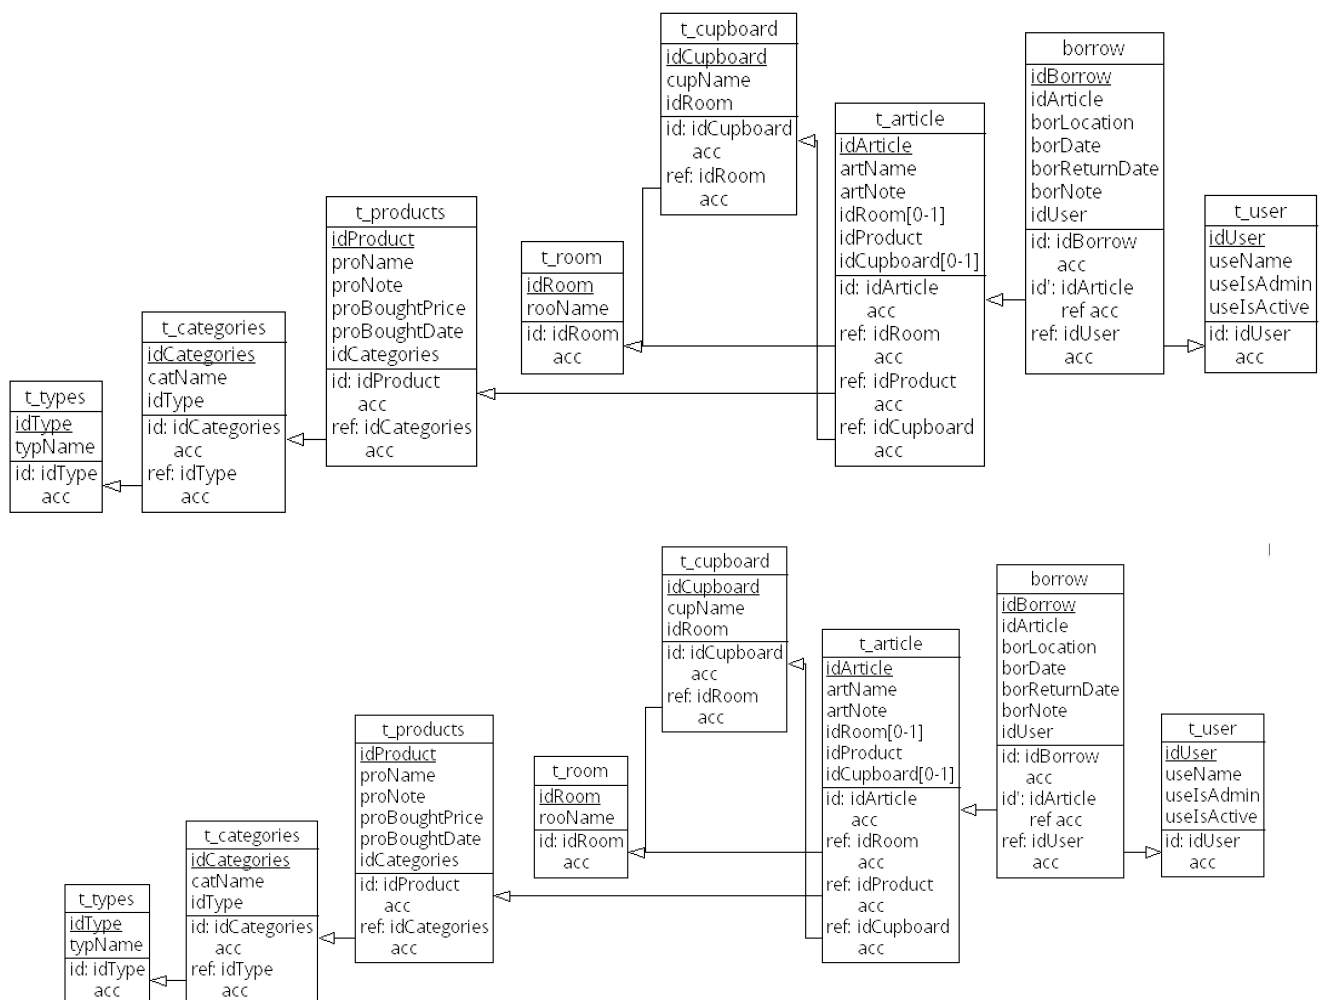 t_cupboard
idCupboard
cupName
idRoom
id: idCupboard
acc
ref: idRoom
acc
borrow
idBorrow
idArticle
borLocation
borDate
borReturnDate
borNote
idUser
id: idBorrow
acc
id': idArticle
ref acc
ref: idUser
acc
t_article
idArticle
artName
artNote
idRoom[0-1]
idProduct
idCupboard[0-1]
id: idArticle
acc
ref: idRoom
acc
ref: idProduct
acc
ref: idCupboard
acc
t_user
idUser
useName
useIsAdmin
useIsActive
id: idUser
acc
t_products
idProduct
proName
proNote
proBoughtPrice
proBoughtDate
idCategories
id: idProduct
acc
ref: idCategories
acc
t_room
idRoom
rooName
id: idRoom
acc
t_categories
idCategories
catName
idType
id: idCategories
acc
ref: idType
acc
t_types
idType
typName
id: idType
acc
t_cupboard
idCupboard
cupName
idRoom
id: idCupboard
acc
ref: idRoom
acc
borrow
idBorrow
idArticle
borLocation
borDate
borReturnDate
borNote
idUser
id: idBorrow
acc
id': idArticle
ref acc
ref: idUser
acc
t_article
idArticle
artName
artNote
idRoom[0-1]
idProduct
idCupboard[0-1]
id: idArticle
acc
ref: idRoom
acc
ref: idProduct
acc
ref: idCupboard
acc
t_user
idUser
useName
useIsAdmin
useIsActive
id: idUser
acc
t_products
idProduct
proName
proNote
proBoughtPrice
proBoughtDate
idCategories
id: idProduct
acc
ref: idCategories
acc
t_room
idRoom
rooName
id: idRoom
acc
t_categories
idCategories
catName
idType
id: idCategories
acc
ref: idType
acc
t_types
idType
typName
id: idType
acc